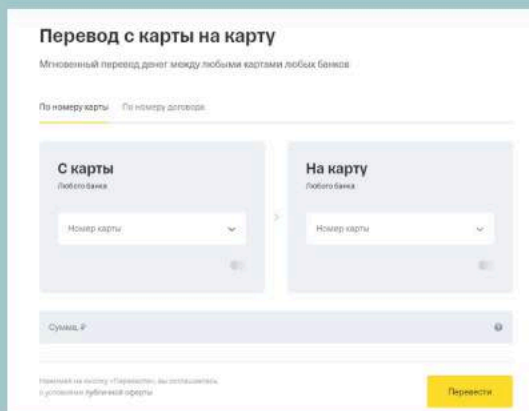 Перевод с карты на карту
Мгновенный перевод денег между любыми картами любых банков
По номеру карты По номеру договора
С карты
Любого банка
Номер карты
На карту
Любого банка
Номер карты
Сумма, ₽
Нажимая на кнопку «Перевести», вы соглашаетесь
с условиями публичной оферты
Перевести